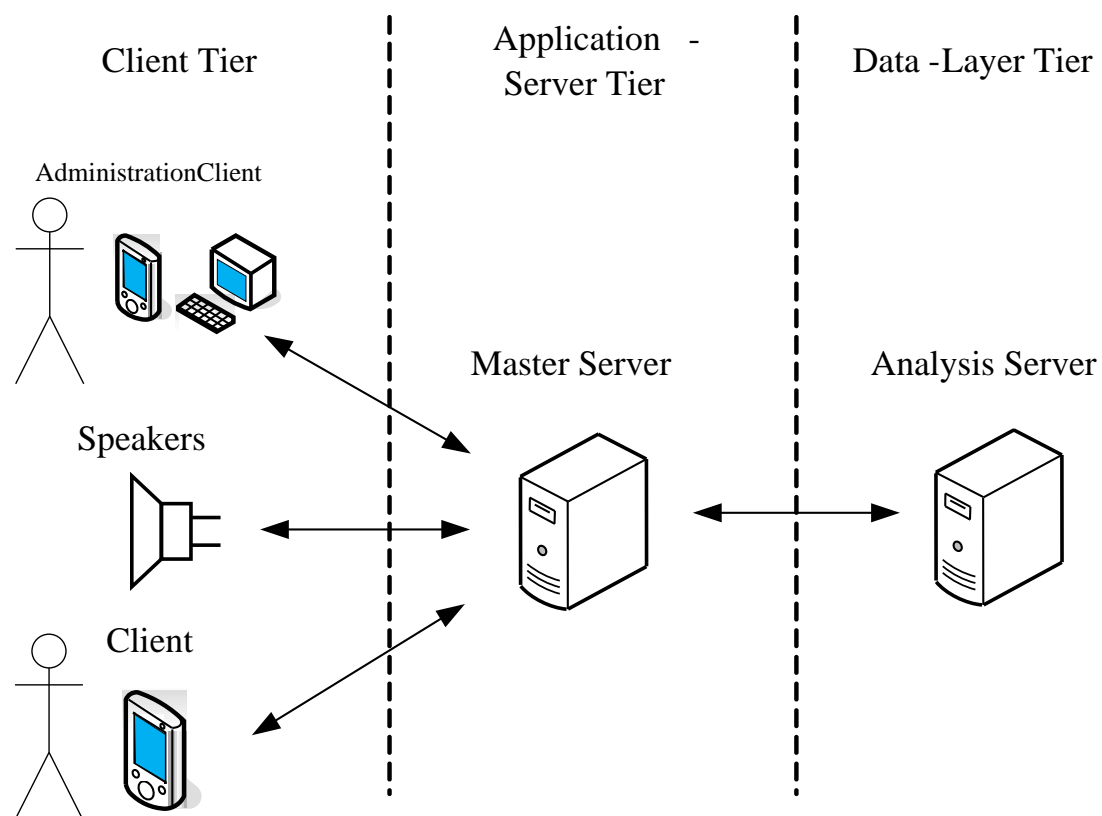 Client Tier
Application -
Server Tier
Data -Layer Tier
AdministrationClient
Master Server
Analysis Server
Speakers
Client